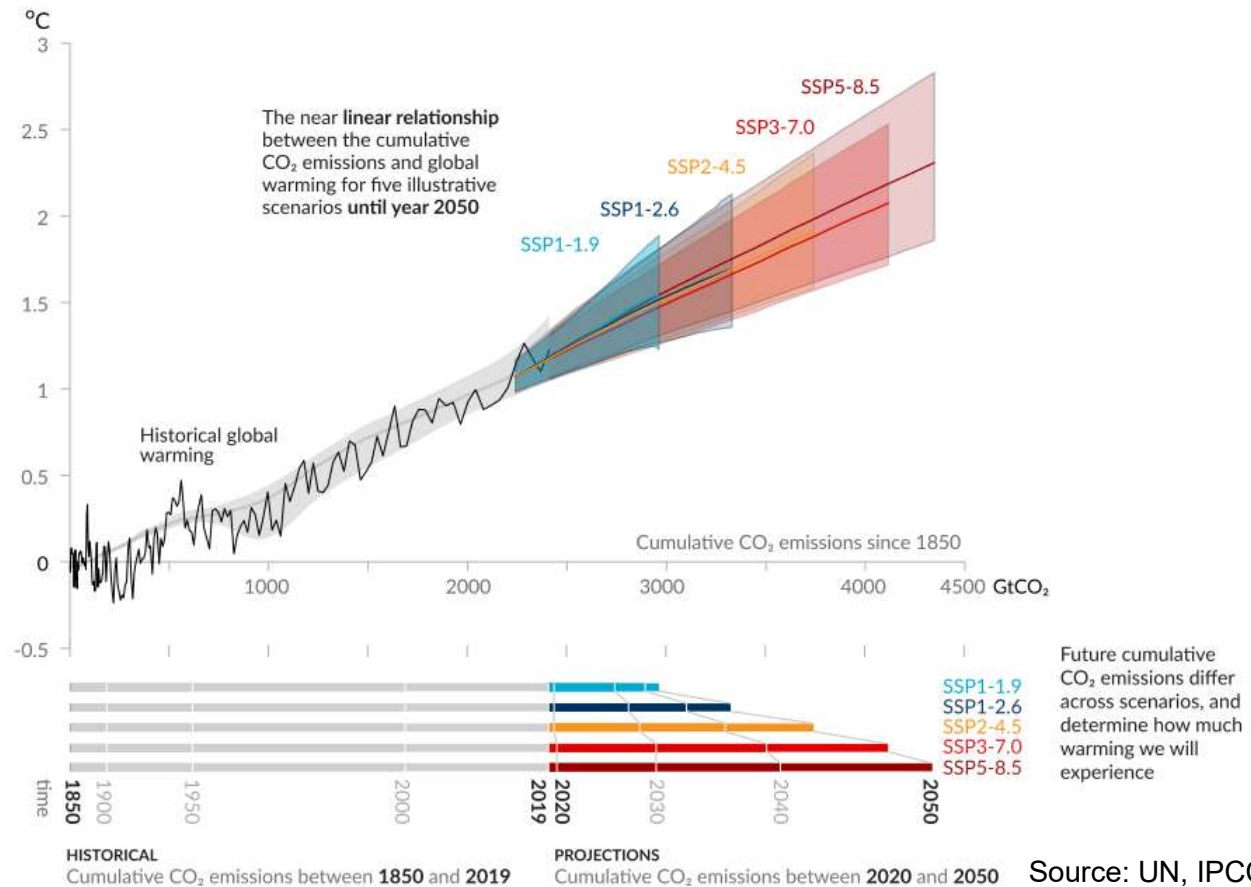 °C
3
2.5
2
1.5
1
0.5
0
-0.5
The near linear relationship
between the cumulative
CO₂ emissions and global
warming for five illustrative
scenarios until year 2050
SSP5-8.5
SSP3-7.0
SSP2-4.5
SSP1-2.6
SSP1-1.9
Historical global
warming
Cumulative CO₂ emissions since 1850
1000
2000
3000
4000
4500 GtCO₂
SSP1-1.9
SSP1-2.6
SSP2-4.5
SSP3-7.0
SSP5-8.5
Future cumulative
CO₂ emissions differ
across scenarios, and
determine how much
warming we will
experience
time
1850
1900
1950
2000
2019
2020
2030
2040
2050
HISTORICAL
Cumulative CO₂ emissions between 1850 and 2019
PROJECTIONS
Cumulative CO₂ emissions between 2020 and 2050
Source: UN, IPC